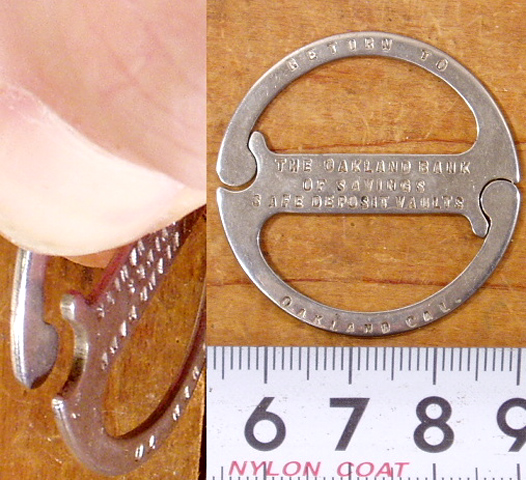 RETURN TO
THE OAKLAND BANK
OF SAVINGS
SAFE DEPOSIT VAULTS
OAKLAND CAL.
6 7 8 9
NYLON COAT